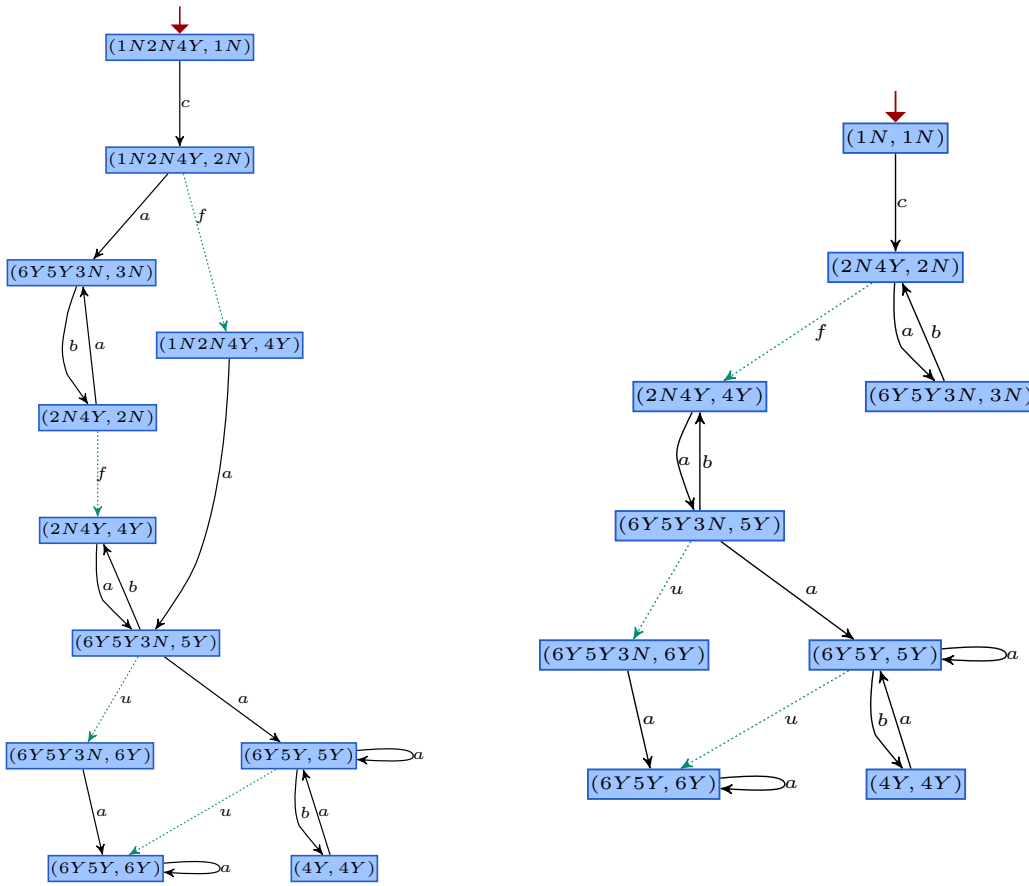 (1N2N4Y, 1N)
c
(1N2N4Y, 2N)
a
f
(6Y5Y3N, 3N)
(1N2N4Y, 4Y)
b
a
(2N4Y, 2N)
f
a
(2N4Y, 4Y)
a
b
(6Y5Y3N, 5Y)
u
a
(6Y5Y3N, 6Y)
(6Y5Y, 5Y)
a
a
u
b
a
(6Y5Y, 6Y)
a
(4Y, 4Y)
(1N, 1N)
c
(2N4Y, 2N)
f
a
b
(2N4Y, 4Y)
(6Y5Y3N, 3N)
a
b
(6Y5Y3N, 5Y)
u
a
(6Y5Y3N, 6Y)
(6Y5Y, 5Y)
a
a
u
b
a
(6Y5Y, 6Y)
a
(4Y, 4Y)